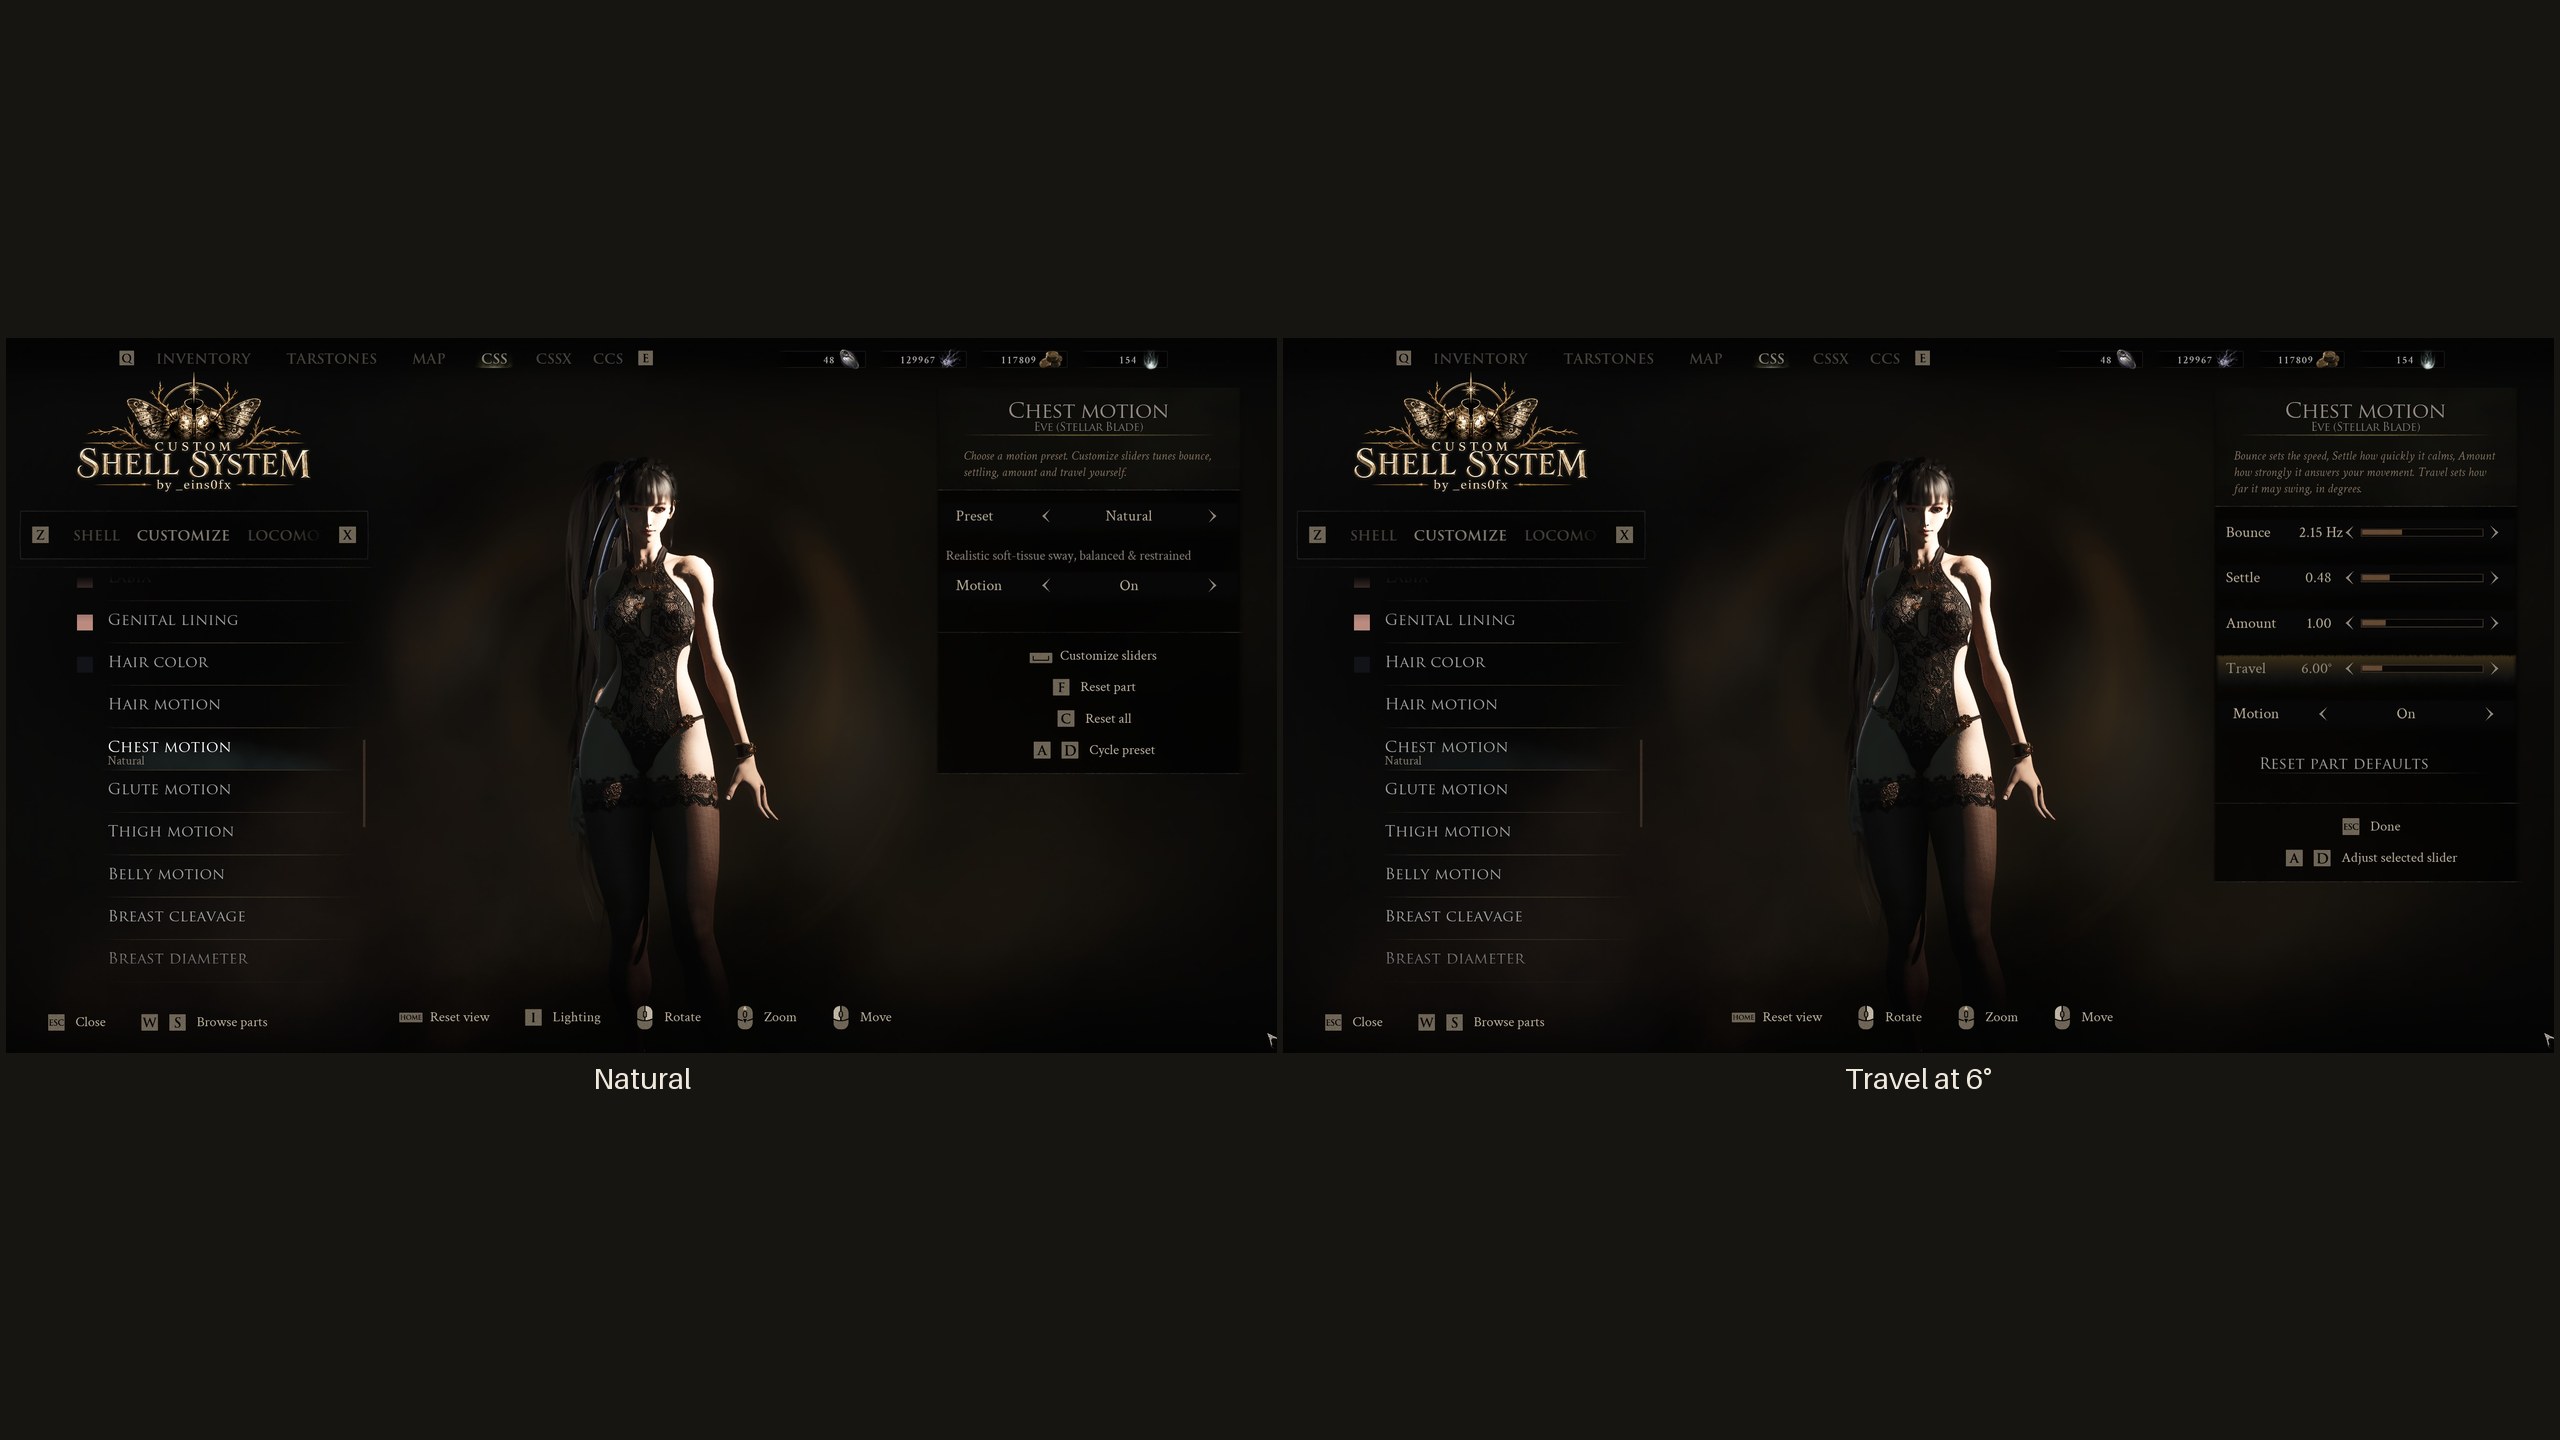 Q INVENTORY TARSTONES MAP CSS CSSX CCS E 48 129967 117809 154
CUSTOM
SHELL SYSTEM
by _eins0fx
Z SHELL CUSTOMIZE LOCOMO X
LABIA
GENITAL LINING
HAIR COLOR
HAIR MOTION
CHEST MOTION
Natural
GLUTE MOTION
THIGH MOTION
BELLY MOTION
BREAST CLEAVAGE
BREAST DIAMETER
ESC Close W S Browse parts
HOME Reset view I Lighting Rotate Zoom Move
CHEST MOTION
EVE (STELLAR BLADE)
Choose a motion preset. Customize sliders tunes bounce,
settling, amount and travel yourself.
Preset Natural
Realistic soft-tissue sway, balanced & restrained
Motion On
Customize sliders
F Reset part
C Reset all
A D Cycle preset
Natural
Q INVENTORY TARSTONES MAP CSS CSSX CCS E 48 129967 117809 154
CUSTOM
SHELL SYSTEM
by _eins0fx
Z SHELL CUSTOMIZE LOCOMO X
LABIA
GENITAL LINING
HAIR COLOR
HAIR MOTION
CHEST MOTION
Natural
GLUTE MOTION
THIGH MOTION
BELLY MOTION
BREAST CLEAVAGE
BREAST DIAMETER
ESC Close W S Browse parts
HOME Reset view Rotate Zoom Move
CHEST MOTION
EVE (STELLAR BLADE)
Bounce sets the speed, Settle how quickly it calms, Amount
how strongly it answers your movement. Travel sets how
far it may swing, in degrees.
Bounce 2.15 Hz
Settle 0.48
Amount 1.00
Travel 6.00°
Motion On
RESET PART DEFAULTS
ESC Done
A D Adjust selected slider
Travel at 6°